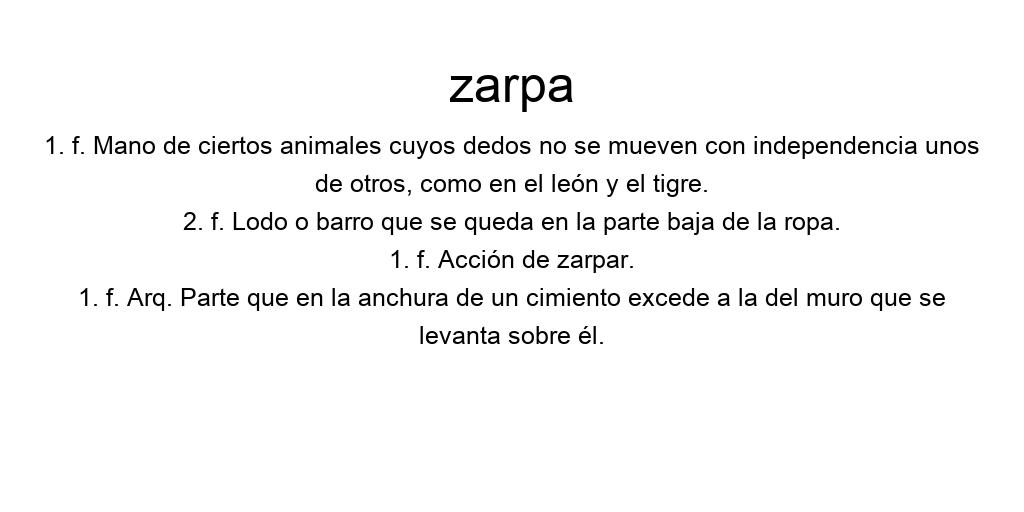 zarpa
1. f. Mano de ciertos animales cuyos dedos no se mueven con independencia unos
de otros, como en el león y el tigre.
2. f. Lodo o barro que se queda en la parte baja de la ropa.
1. f. Acción de zarpar.
1. f. Arq. Parte que en la anchura de un cimiento excede a la del muro que se
levanta sobre él.